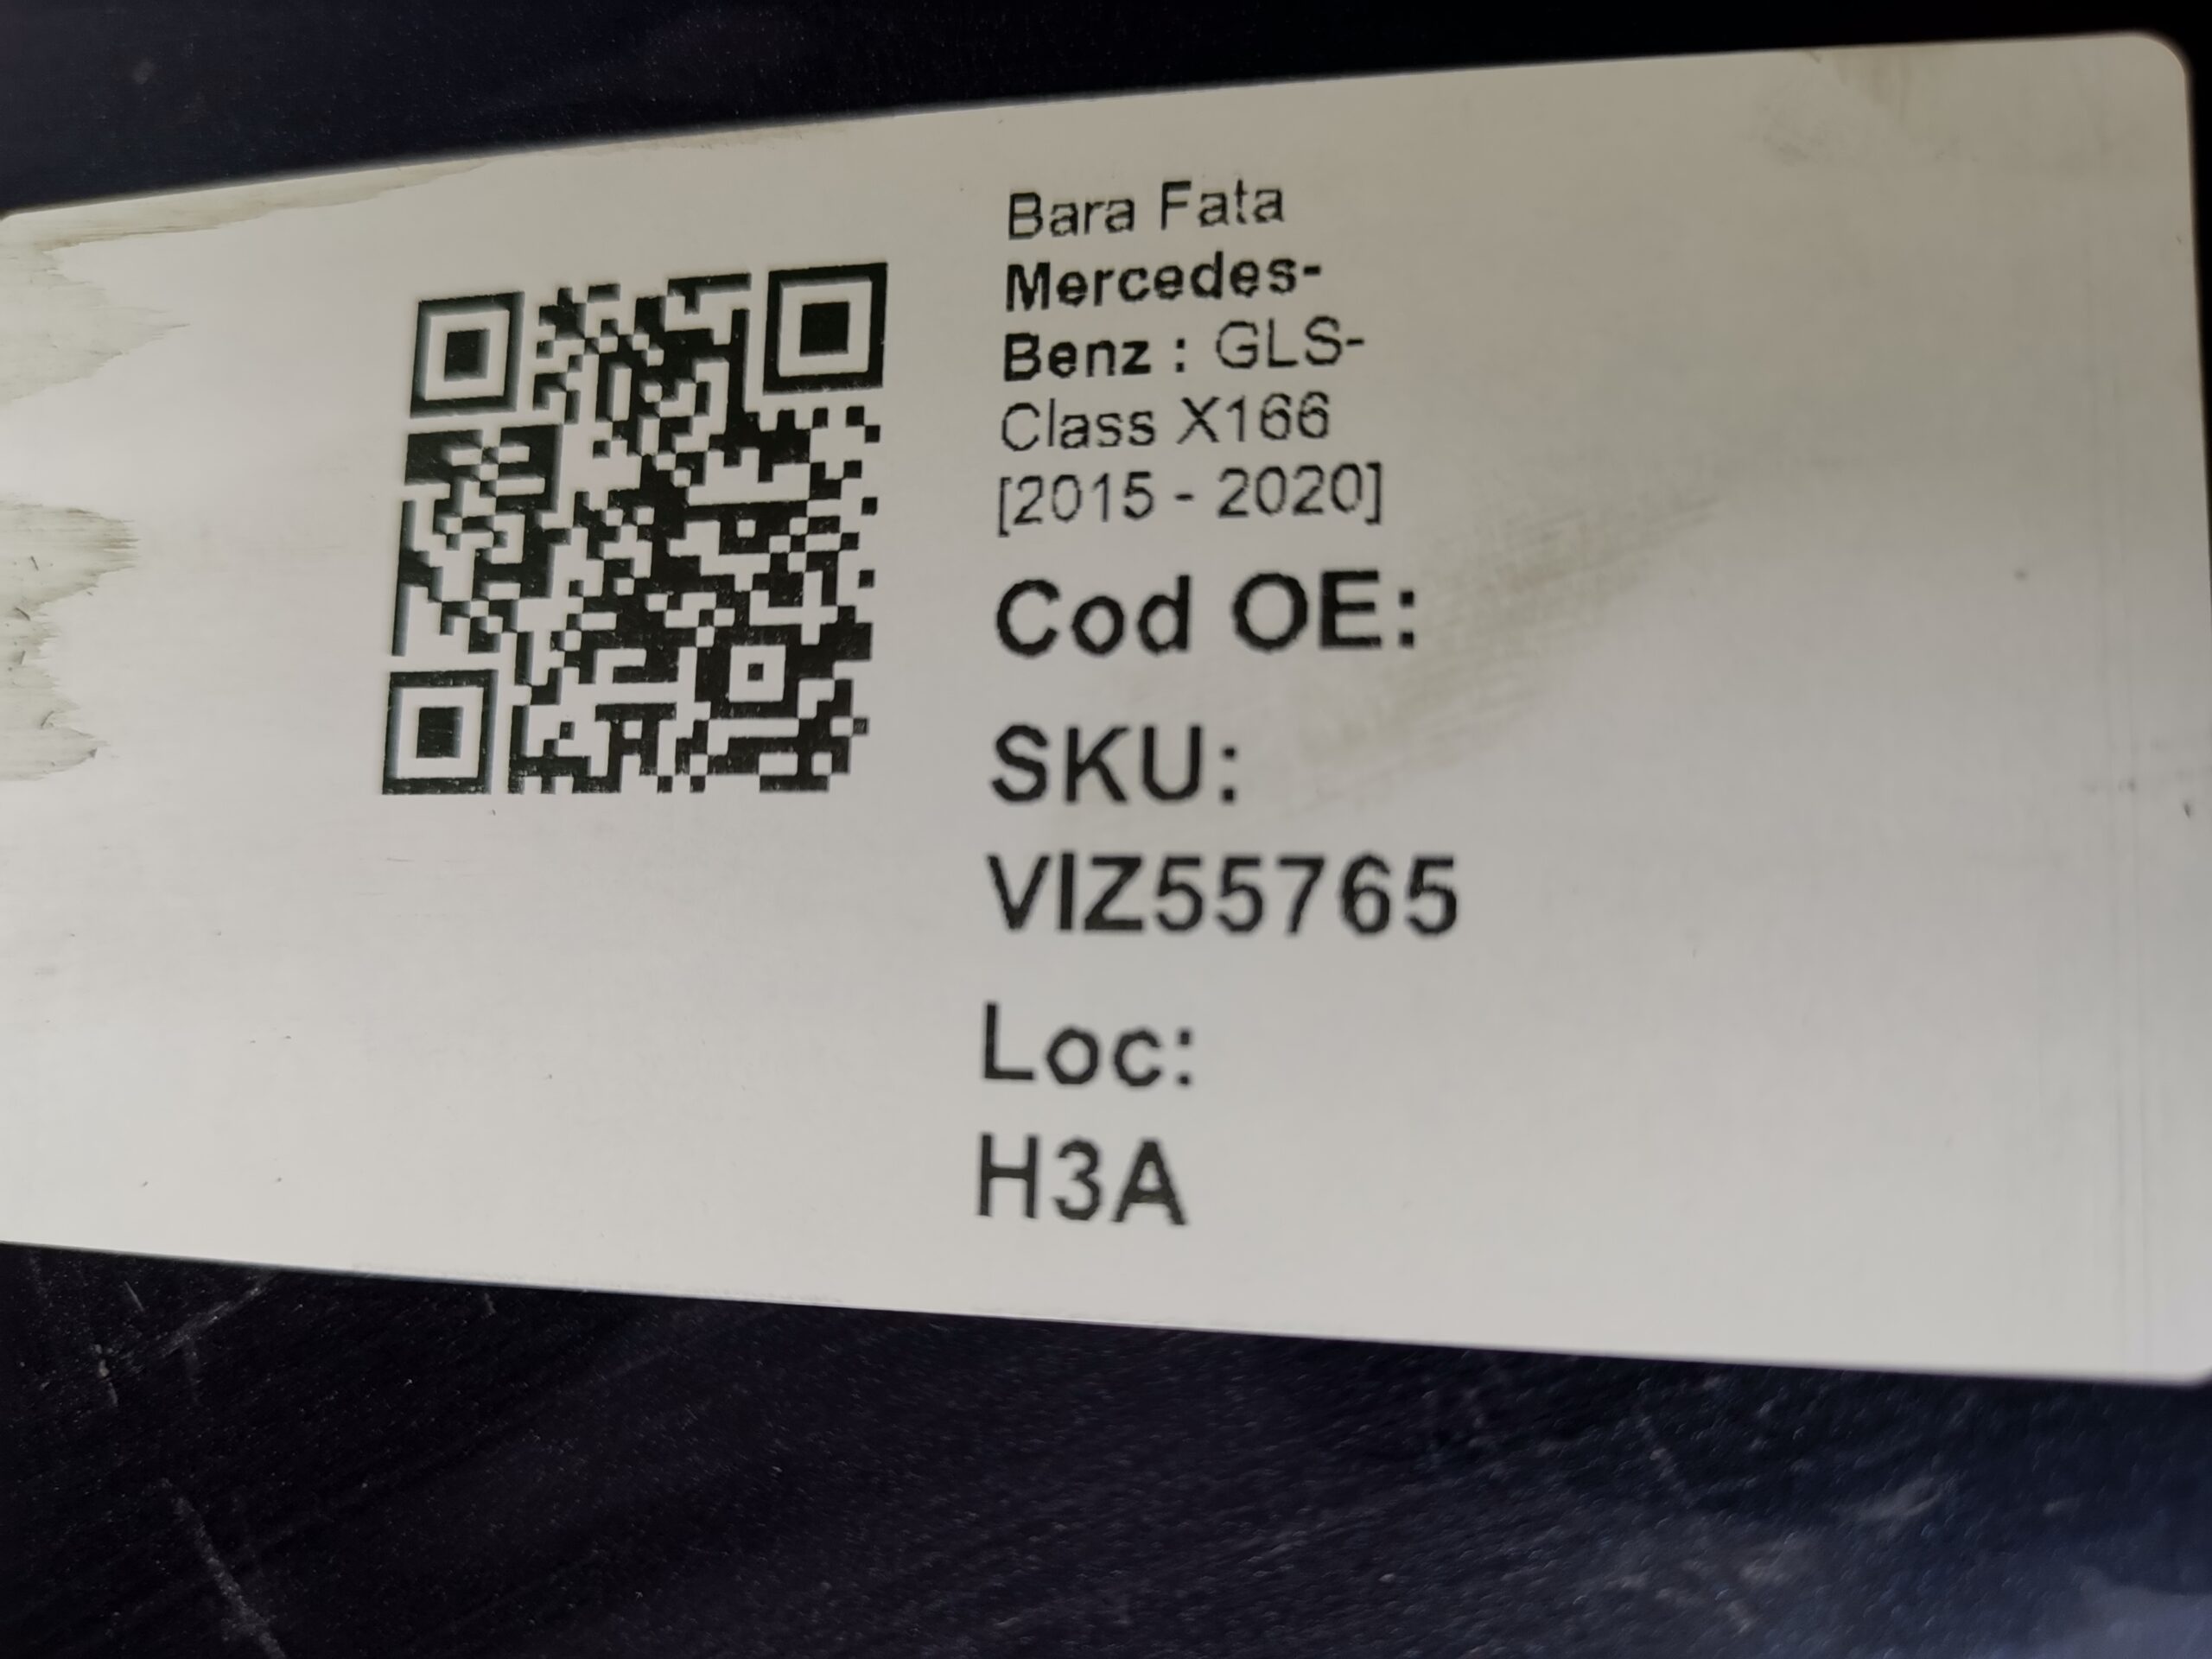 Bara Fata
Mercedes-
Benz : GLS-
Class X166
[2015 - 2020]
Cod OE:
SKU:
VIZ55765
Loc:
H3A